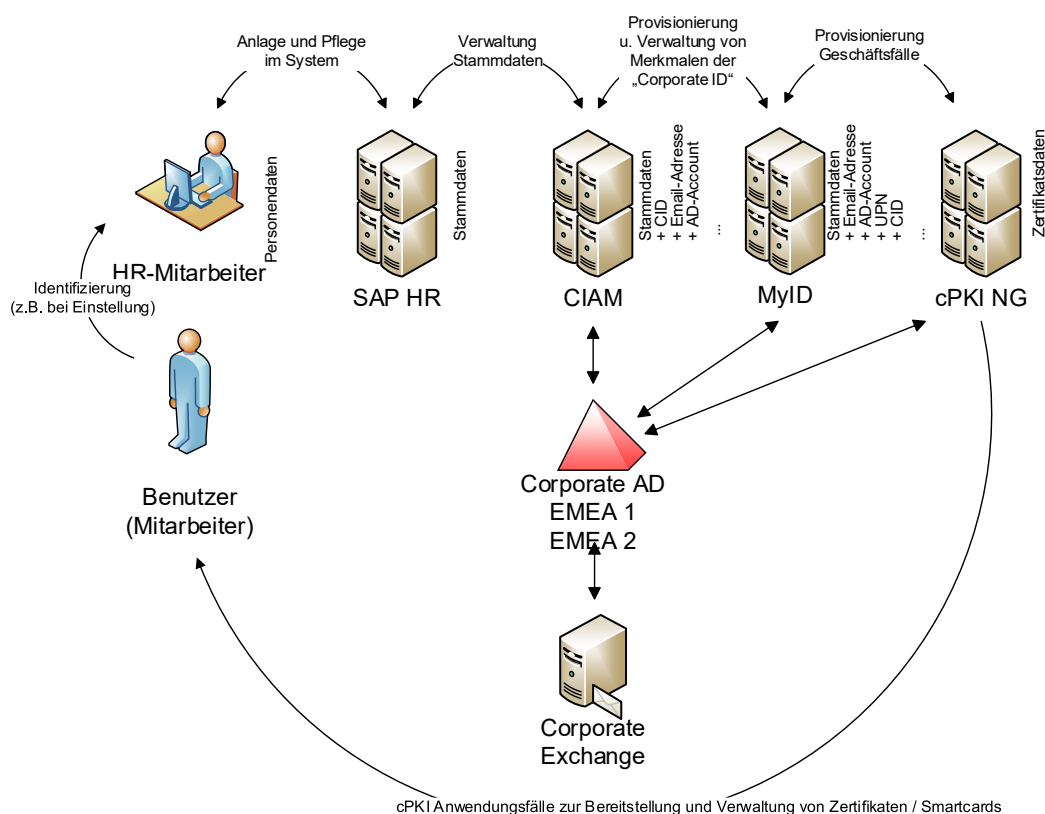 Anlage und Pflege
im System
Verwaltung
Stammdaten
Provisionierung
u. Verwaltung von
Merkmalen der
„Corporate ID“
Provisionierung
Geschäftsfälle
Personendaten
HR-Mitarbeiter
Stammdaten
SAP HR
Stammdaten
+ CID
+ Email-Adresse
+ AD-Account
...
CIAM
Stammdaten
+ Email-Adresse
+ AD-Account
+ UPN
+ CID
...
MyID
Zertifikatsdaten
cPKI NG
Identifizierung
(z.B. bei Einstellung)
Benutzer
(Mitarbeiter)
Corporate AD
EMEA 1
EMEA 2
Corporate
Exchange
cPKI Anwendungsfälle zur Bereitstellung und Verwaltung von Zertifikaten / Smartcards